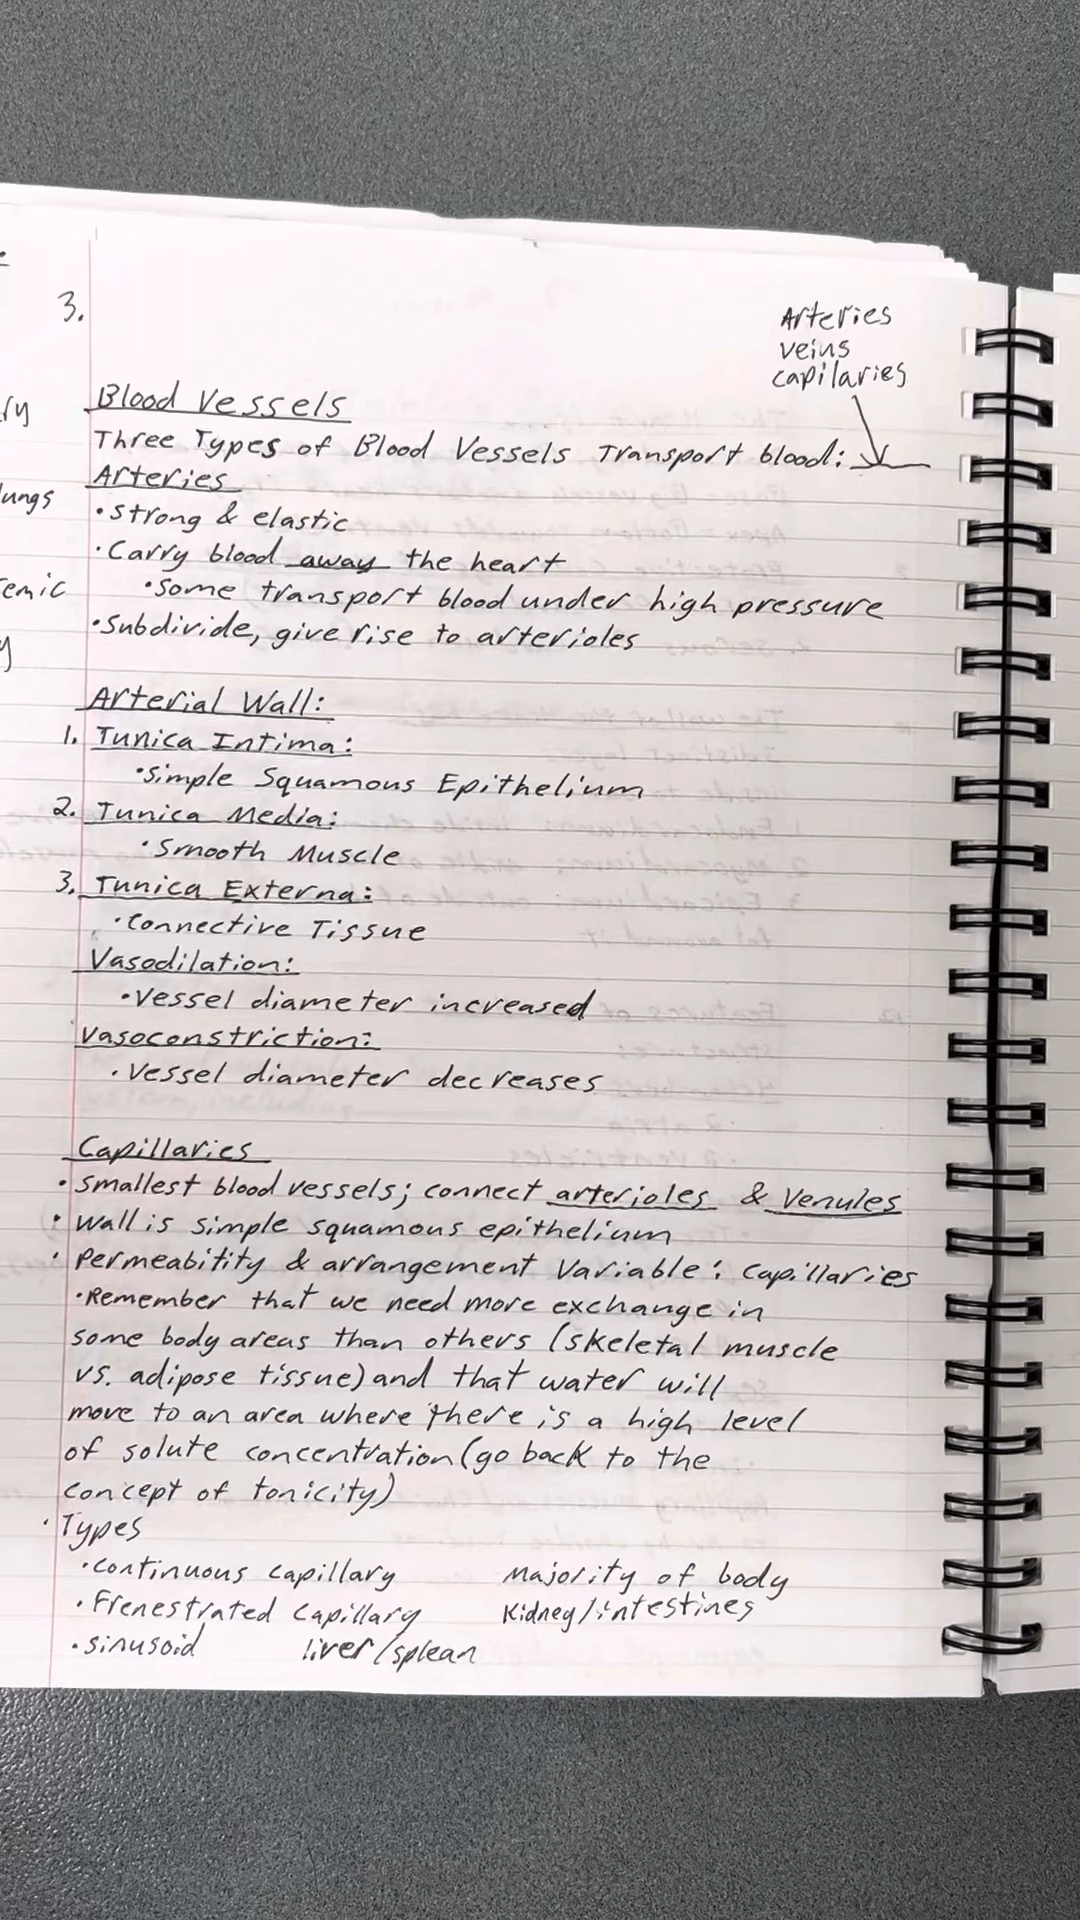 3.
Arteries
veins
capilaries
Blood Vessels
Three Types of Blood Vessels Transport blood:
Arteries
• strong & elastic
• Carry blood away the heart
• some transport blood under high pressure
• subdivide, give rise to arterioles
Arterial Wall:
1. Tunica Intima:
• simple Squamous Epithelium
2. Tunica Media:
• Smooth Muscle
3. Tunica Externa:
• Connective Tissue
Vasodilation:
• Vessel diameter increased
Vasoconstriction:
• Vessel diameter decreases
Capillaries
• smallest blood vessels; connect arterioles & Venules
• wall is simple squamous epithelium
• Permeabitity & arrangement Variable: capillaries
• Remember that we need more exchange in
some body areas than others (skeletal muscle
vs. adipose tissue) and that water will
move to an area where there is a high level
of solute concentration (go back to the
concept of tonicity)
• Types
• continuous capillary majority of body
• Frenestrated capillary Kidney/intestines
• sinusoid liver/splean
lungs